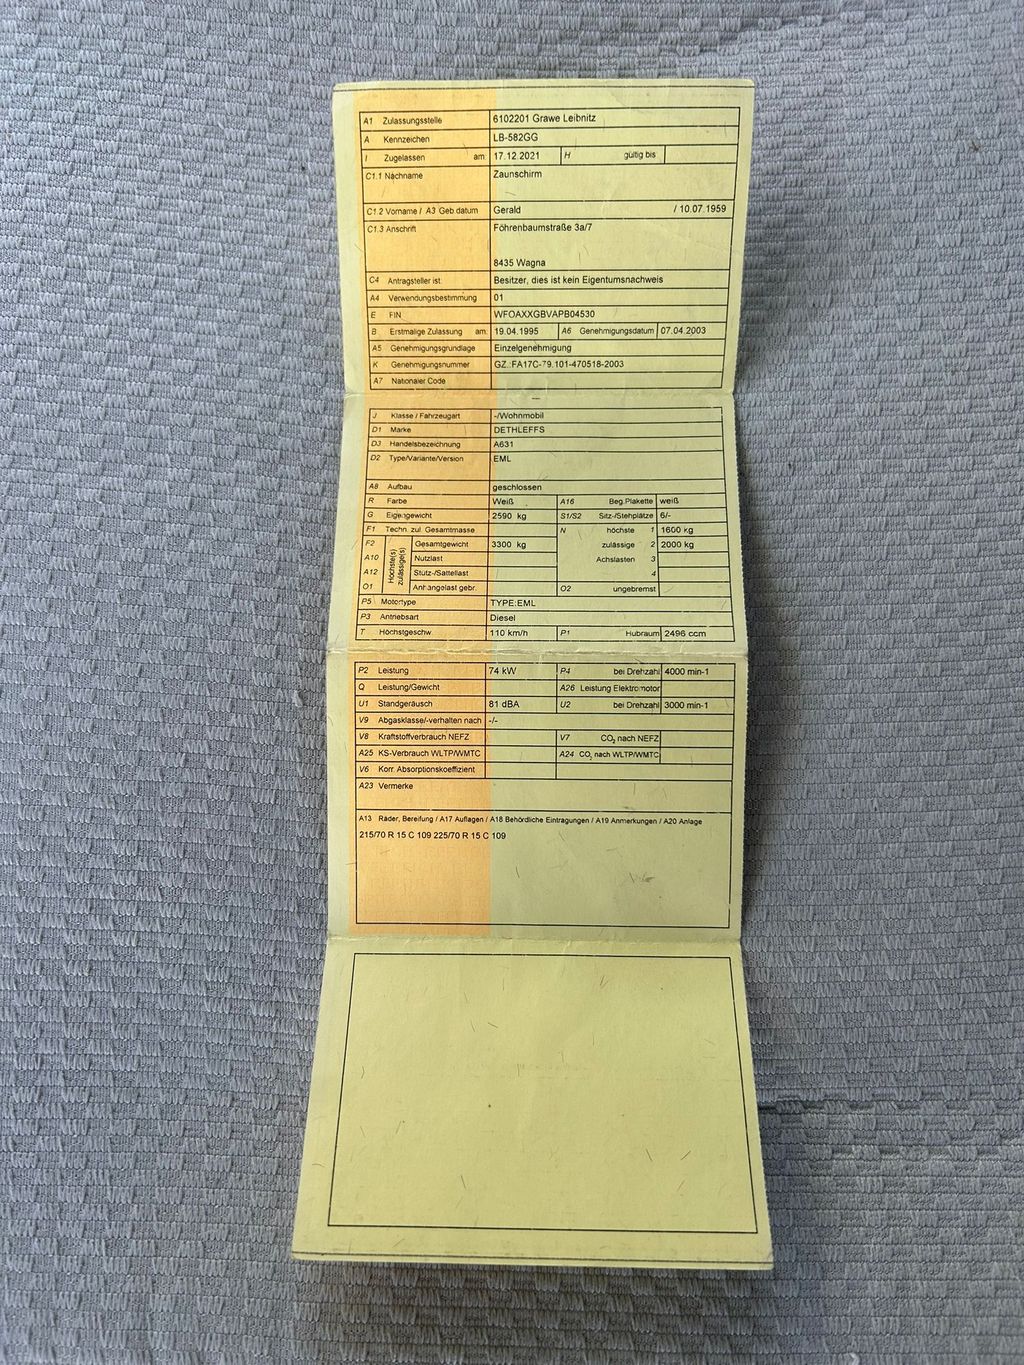 A1 Zulassungsstelle 6102201 Grawe Leibnitz
A Kennzeichen LB-582GG
I Zugelassen am: 17.12.2021 H gültig bis
C1.1 Nachname Zaunschirm
C1.2 Vorname / A3 Geb.datum Gerald / 10.07.1959
C1.3 Anschrift Föhrenbaumstraße 3a/7
8435 Wagna
C4 Antragsteller ist: Besitzer, dies ist kein Eigentumsnachweis
A4 Verwendungsbestimmung 01
E FIN WFOAXXGBVAPB04530
B Erstmalige Zulassung am: 19.04.1995 A6 Genehmigungsdatum 07.04.2003
A5 Genehmigungsgrundlage Einzelgenehmigung
K Genehmigungsnummer GZ.:FA17C-79.101-470518-2003
A7 Nationaler Code
–
J Klasse / Fahrzeugart -/Wohnmobil
D1 Marke DETHLEFFS
D3 Handelsbezeichnung A631
D2 Type/Variante/Version EML
A8 Aufbau geschlossen
R Farbe Weiß A16 Beg.Plakette weiß
G Eigengewicht 2590 kg S1/S2 Sitz-/Stehplätze 6/-
F1 Techn. zul. Gesamtmasse N höchste 1 1600 kg
F2 Höchste(s) zulässige(s) Gesamtgewicht 3300 kg zulässige 2 2000 kg
A10 Nutzlast Achslasten 3
A12 Stütz-/Sattellast 4
O1 Anhängelast gebr. O2 ungebremst
P5 Motortype TYPE:EML
P3 Antriebsart Diesel
T Höchstgeschw. 110 km/h P1 Hubraum 2496 ccm
P2 Leistung 74 kW P4 bei Drehzahl 4000 min-1
Q Leistung/Gewicht A26 Leistung Elektromotor
U1 Standgeräusch 81 dBA U2 bei Drehzahl 3000 min-1
V9 Abgasklasse/-verhalten nach -/-
V8 Kraftstoffverbrauch NEFZ V7 CO2 nach NEFZ
A25 KS-Verbrauch WLTP/WMTC A24 CO2 nach WLTP/WMTC
V6 Korr. Absorptionskoeffizient
A23 Vermerke
A13 Räder, Bereifung / A17 Auflagen / A18 Behördliche Eintragungen / A19 Anmerkungen / A20 Anlage
215/70 R 15 C 109 225/70 R 15 C 109